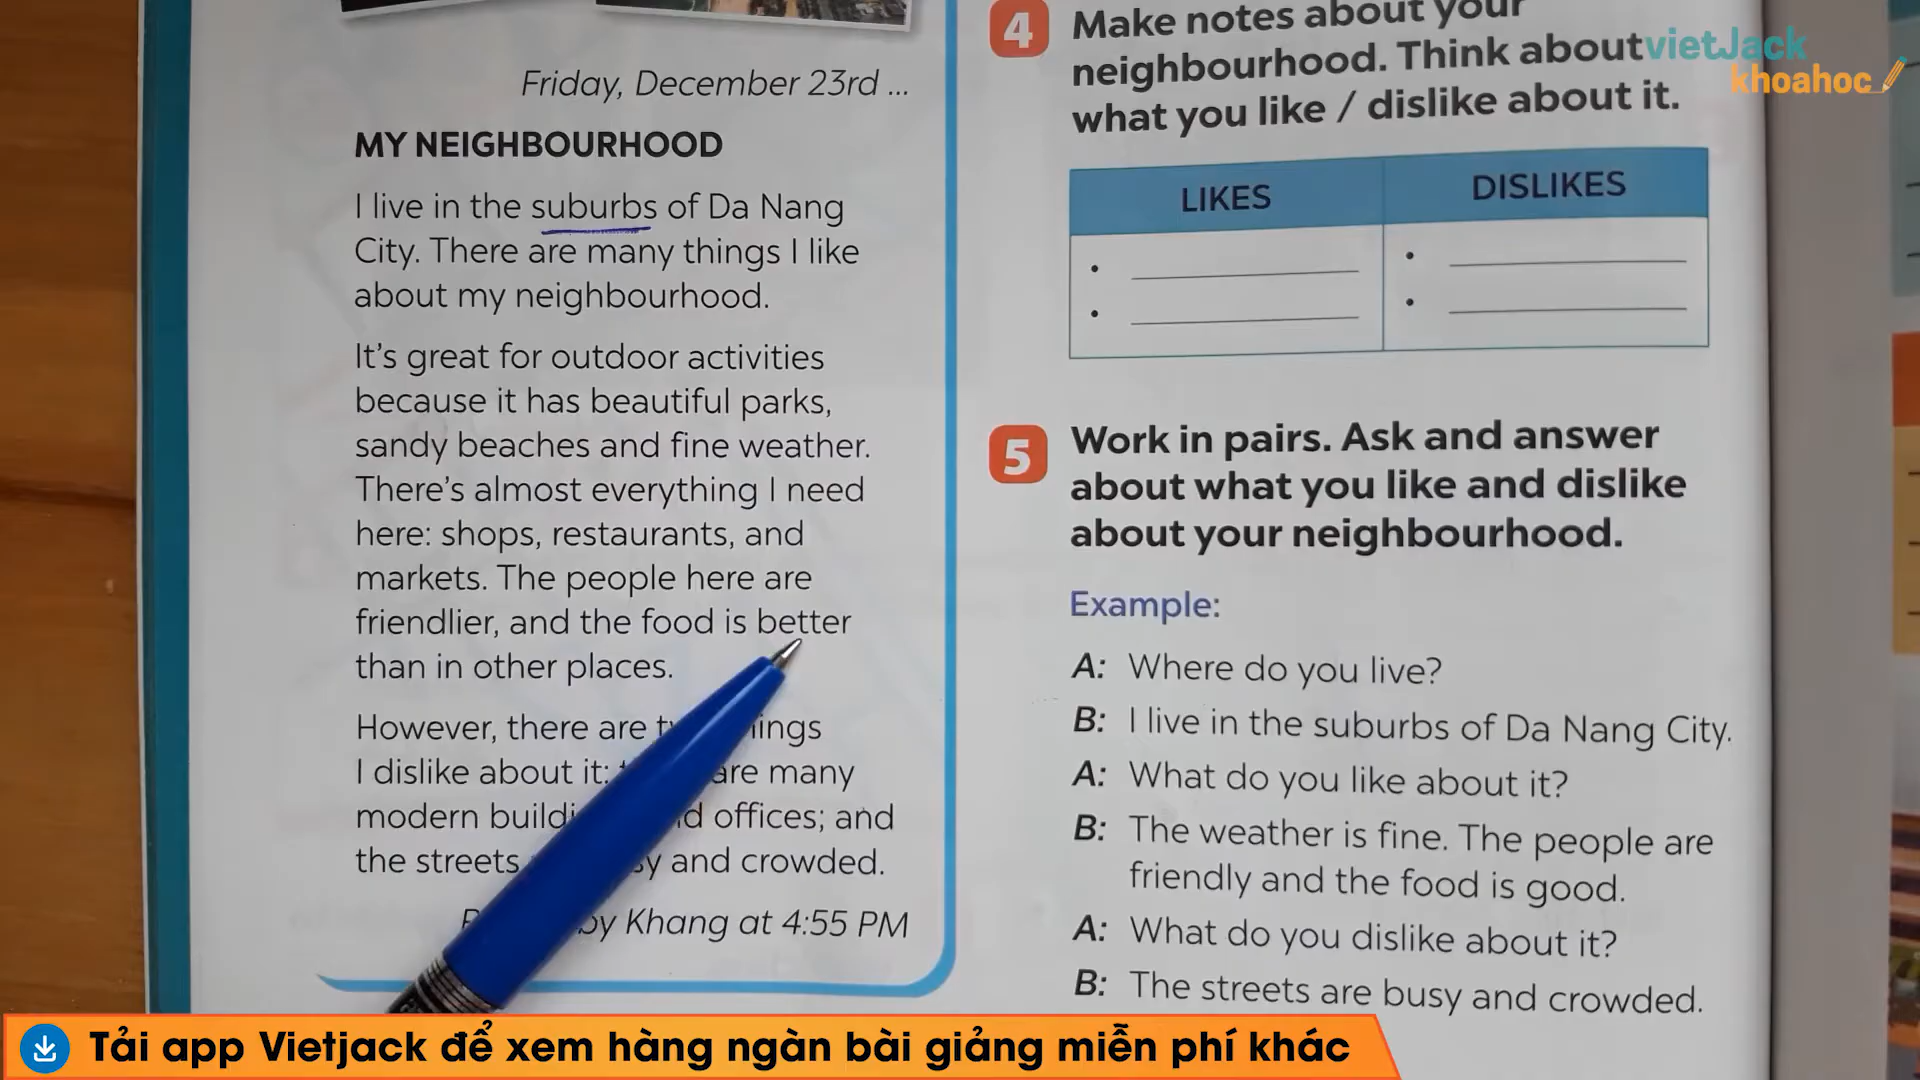 Friday, December 23rd ...
MY NEIGHBOURHOOD
I live in the suburbs of Da Nang
City. There are many things I like
about my neighbourhood.
It's great for outdoor activities
because it has beautiful parks,
sandy beaches and fine weather.
There's almost everything I need
here: shops, restaurants, and
markets. The people here are
friendlier, and the food is better
than in other places.
However, there are things
I dislike about it: are many
modern offices; and
the streets and crowded.
by Khang at 4:55 PM
4 Make notes about your
neighbourhood. Think about
what you like / dislike about it.
LIKES DISLIKES
5 Work in pairs. Ask and answer
about what you like and dislike
about your neighbourhood.
Example:
A: Where do you live?
B: I live in the suburbs of Da Nang City.
A: What do you like about it?
B: The weather is fine. The people are
friendly and the food is good.
A: What do you dislike about it?
B: The streets are busy and crowded.
vietJack
khoahoc
Tải app Vietjack để xem hàng ngàn bài giảng miễn phí khác